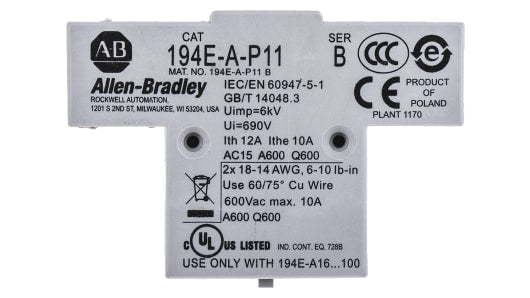 AB
CAT
194E-A-P11
SER
B
CCC
e
MAT. NO. 194E-A-P11 B
Allen-Bradley
ROCKWELL AUTOMATION.
1201 S 2ND ST, MILWAUKEE, WI 53204, USA
IEC/EN 60947-5-1
GB/T 14048.3
Uimp=6kV
Ui=690V
Ith 12A Ithe 10A
AC15 A600 Q600
CE
PRODUCT OF
POLAND
PLANT 1170
2x 18-14 AWG, 6-10 lb-in
Use 60/75° Cu Wire
600Vac max. 10A
A600 Q600
C UL US LISTED IND. CONT. EQ. 728B
USE ONLY WITH 194E-A16...100